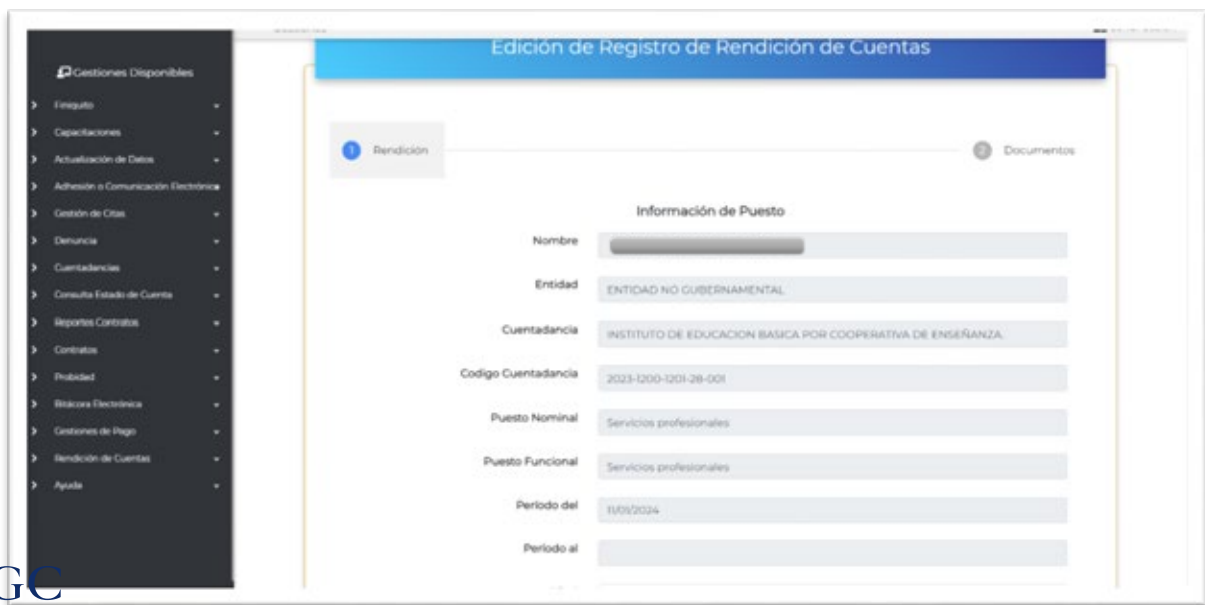 Edición de Registro de Rendición de Cuentas
Gestiones Disponibles
Finiquito
Capacitaciones
Actualización de Datos
Adhesión a Comunicación Electrónica
Gestión de Citas
Denuncia
Cuentadancias
Consulta Estado de Cuenta
Reportes Contratos
Contratos
Probidad
Bitácora Electrónica
Gestiones de Pago
Rendición de Cuentas
Ayuda
1 Rendición
2 Documentos
Información de Puesto
Nombre
Entidad ENTIDAD NO GUBERNAMENTAL
Cuentadancia INSTITUTO DE EDUCACION BASICA POR COOPERATIVA DE ENSEÑANZA.
Codigo Cuentadancia 2023-1200-1201-28-001
Puesto Nominal Servicios profesionales
Puesto Funcional Servicios profesionales
Período del 11/01/2024
Período al
GC